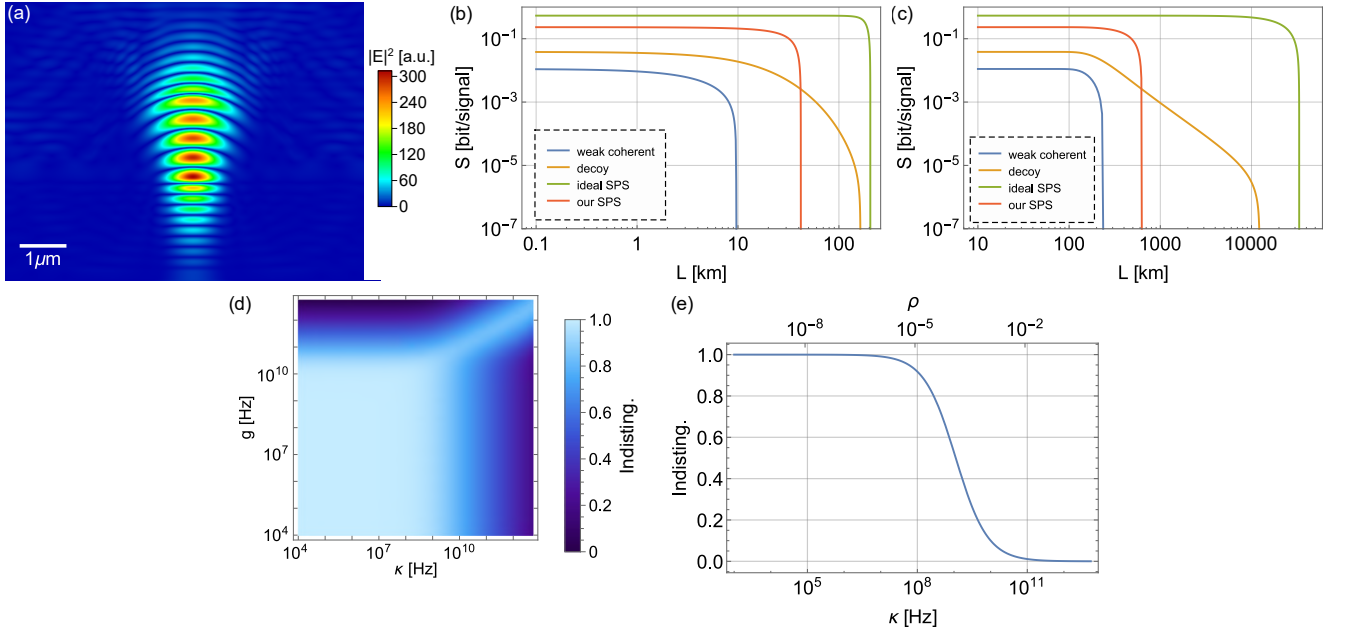 (a)
|E|² [a.u.]
300
240
180
120
60
0
1μm
(b)
S [bit/signal]
10⁻¹
10⁻³
10⁻⁵
10⁻⁷
weak coherent
decoy
ideal SPS
our SPS
0.1 1 10 100
L [km]
(c)
S [bit/signal]
10⁻¹
10⁻³
10⁻⁵
10⁻⁷
weak coherent
decoy
ideal SPS
our SPS
10 100 1000 10000
L [km]
(d)
g [Hz]
10¹⁰
10⁷
10⁴
10⁴ 10⁷ 10¹⁰
κ [Hz]
1.0
0.8
0.6
0.4
0.2
0
Indisting.
(e)
ρ
10⁻⁸ 10⁻⁵ 10⁻²
Indisting.
1.0
0.8
0.6
0.4
0.2
0.0
10⁵ 10⁸ 10¹¹
κ [Hz]